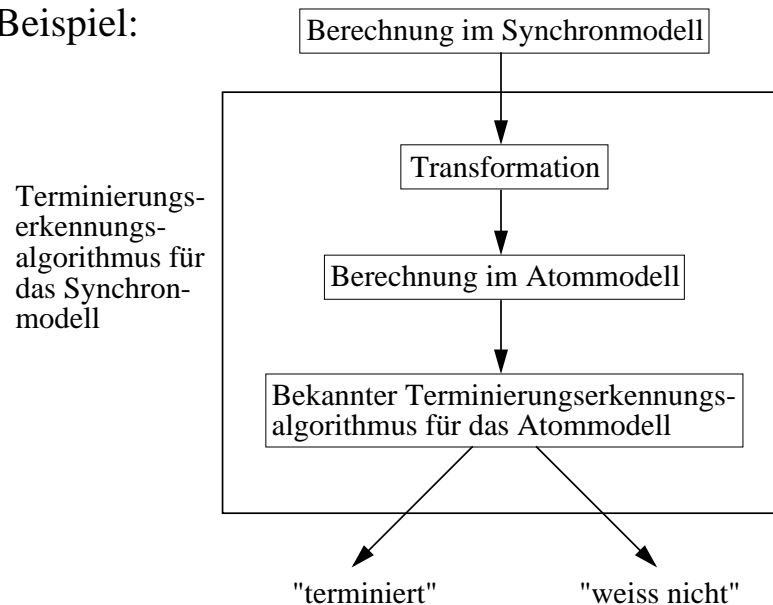 Beispiel:
Berechnung im Synchronmodell
Transformation
Terminierungs-
erkennungs-
algorithmus für
das Synchron-
modell
Berechnung im Atommodell
Bekannter Terminierungserkennungs-
algorithmus für das Atommodell
"terminiert"
"weiss nicht"